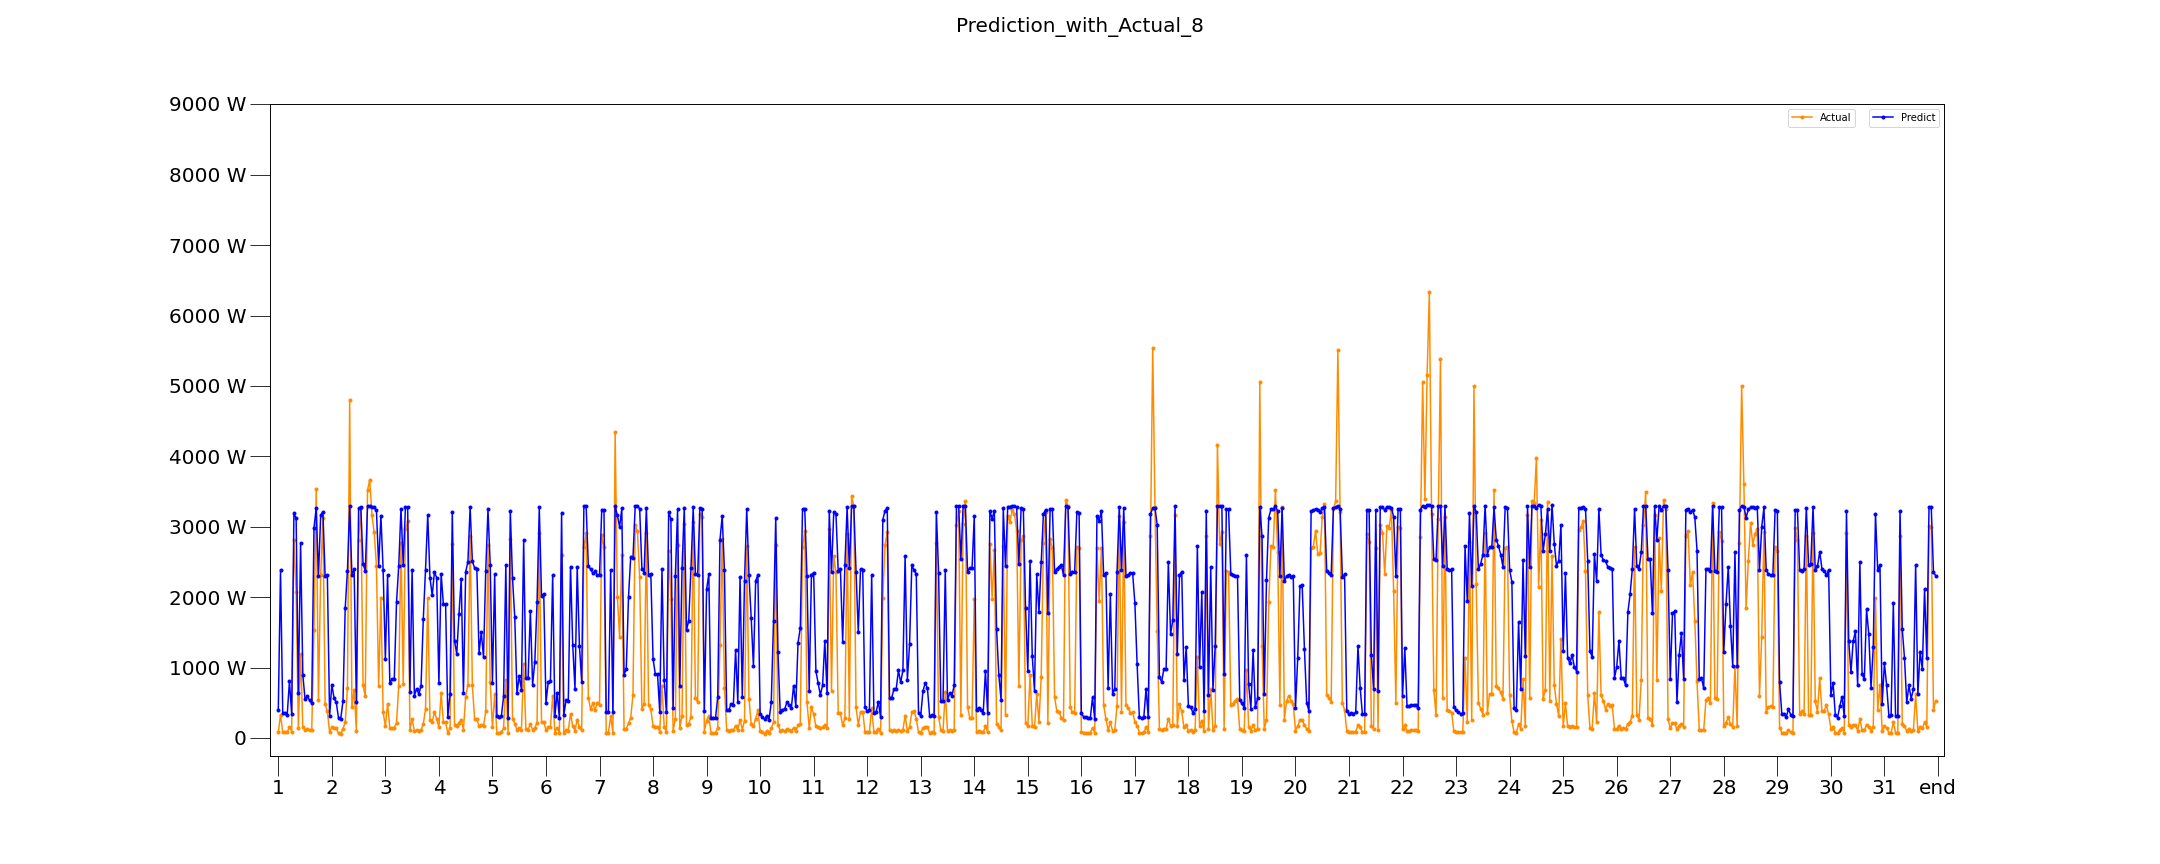 Prediction_with_Actual_8
9000 W
8000 W
7000 W
6000 W
5000 W
4000 W
3000 W
2000 W
1000 W
0
Actual Predict
1 2 3 4 5 6 7 8 9 10 11 12 13 14 15 16 17 18 19 20 21 22 23 24 25 26 27 28 29 30 31 end